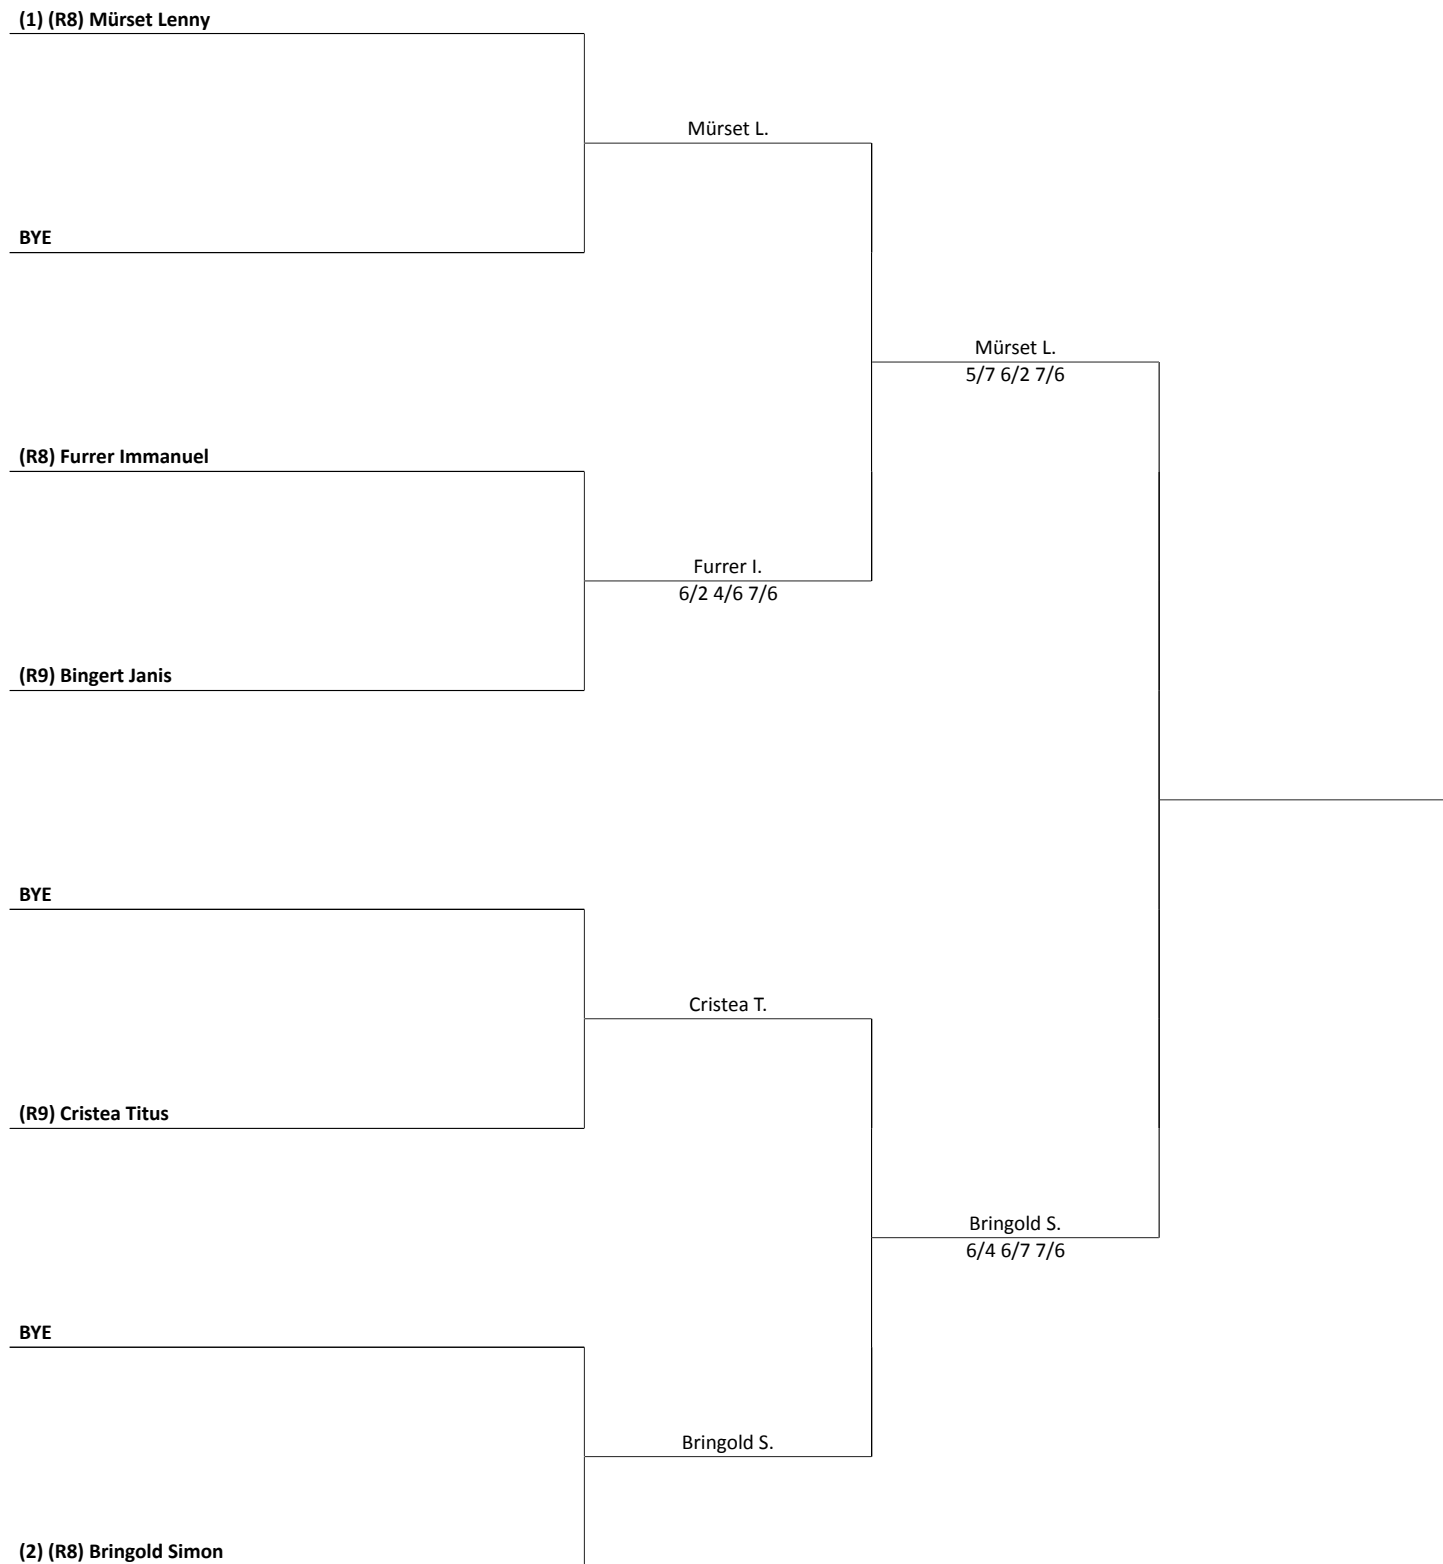 (1) (R8) Mürset Lenny
Mürset L.
BYE
Mürset L.
5/7 6/2 7/6
(R8) Furrer Immanuel
Furrer I.
6/2 4/6 7/6
(R9) Bingert Janis
BYE
Cristea T.
(R9) Cristea Titus
Bringold S.
6/4 6/7 7/6
BYE
Bringold S.
(2) (R8) Bringold Simon